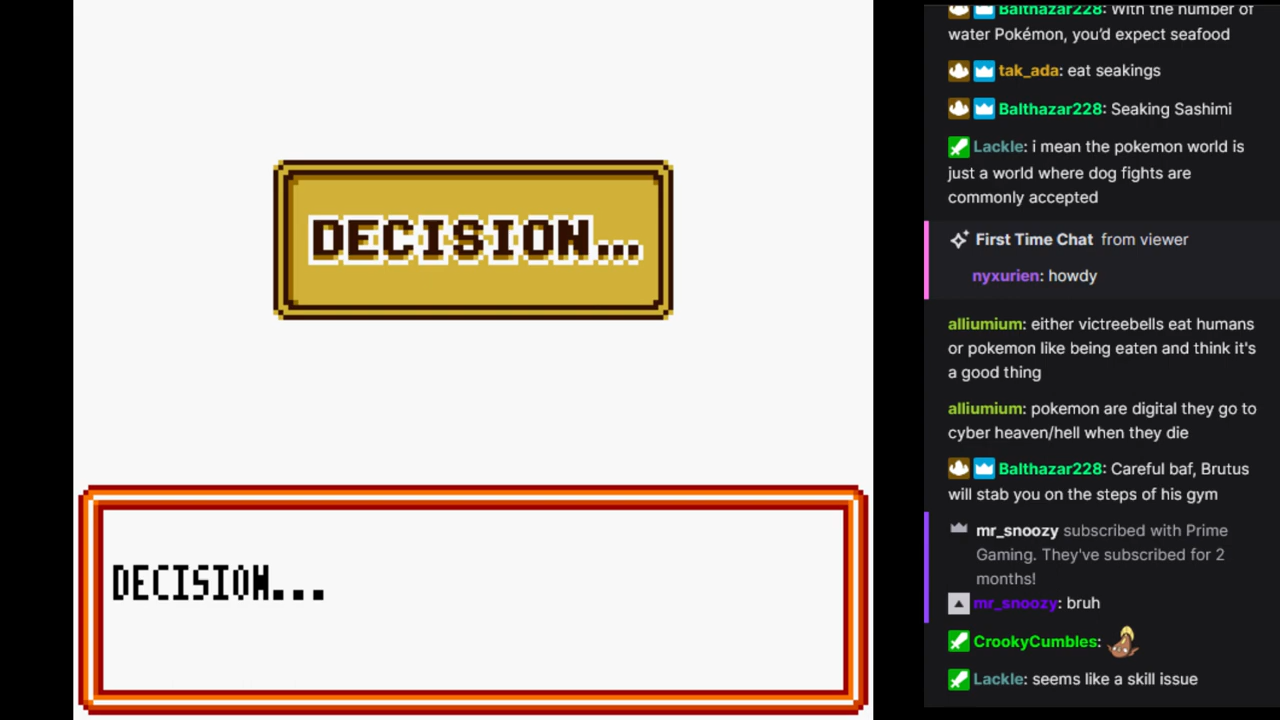 DECISION...
DECISION...
Balthazar228: With the number of
water Pokémon, you'd expect seafood
tak_ada: eat seakings
Balthazar228: Seaking Sashimi
Lackle: i mean the pokemon world is
just a world where dog fights are
commonly accepted
First Time Chat from viewer
nyxurien: howdy
alliumium: either victreebells eat humans
or pokemon like being eaten and think it's
a good thing
alliumium: pokemon are digital they go to
cyber heaven/hell when they die
Balthazar228: Careful baf, Brutus
will stab you on the steps of his gym
mr_snoozy subscribed with Prime
Gaming. They've subscribed for 2
months!
mr_snoozy: bruh
CrookyCumbles:
Lackle: seems like a skill issue